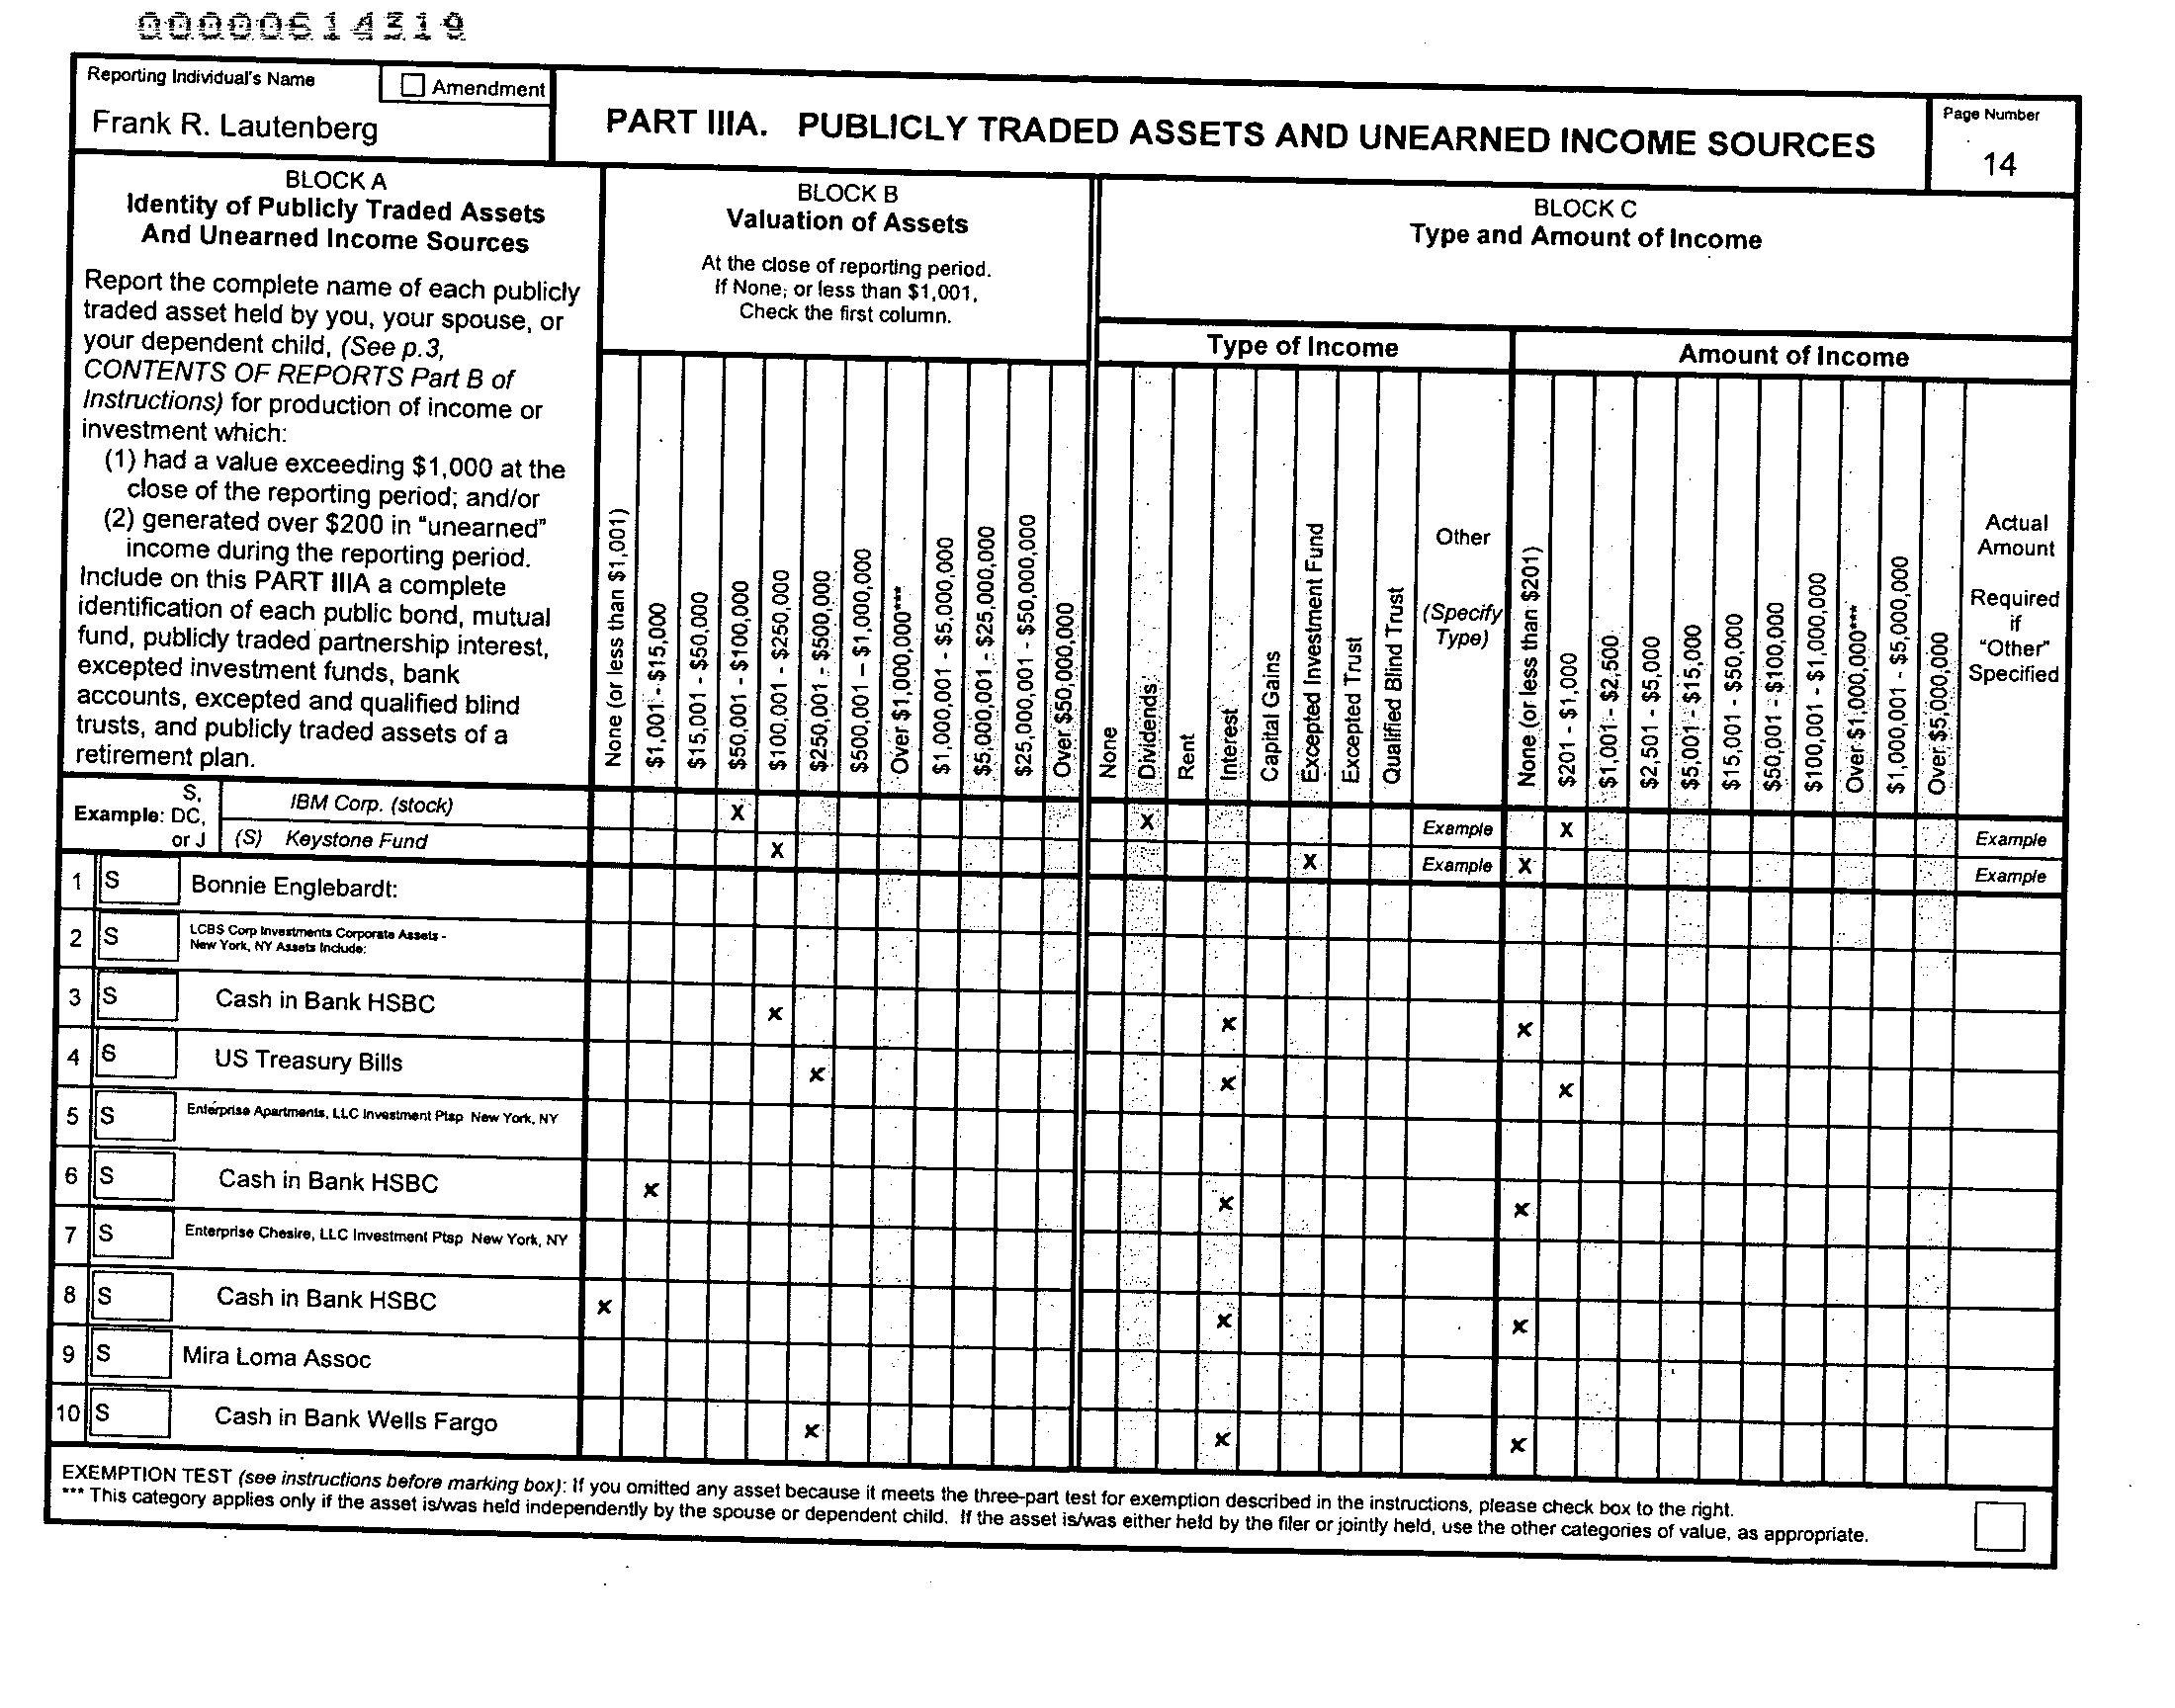 00000614319
Reporting Individual's Name
Amendment
Frank R. Lautenberg
PART IIIA. PUBLICLY TRADED ASSETS AND UNEARNED INCOME SOURCES
Page Number
14
BLOCK A
Identity of Publicly Traded Assets
And Unearned Income Sources
Report the complete name of each publicly
traded asset held by you, your spouse, or
your dependent child, (See p.3,
CONTENTS OF REPORTS Part B of
Instructions) for production of income or
investment which:
(1) had a value exceeding $1,000 at the
close of the reporting period; and/or
(2) generated over $200 in "unearned"
income during the reporting period.
Include on this PART IIIA a complete
identification of each public bond, mutual
fund, publicly traded partnership interest,
excepted investment funds, bank
accounts, excepted and qualified blind
trusts, and publicly traded assets of a
retirement plan.
BLOCK B
Valuation of Assets
At the close of reporting period.
If None, or less than $1,001,
Check the first column.
None (or less than $1,001)
$1,001 - $15,000
$15,001 - $50,000
$50,001 - $100,000
$100,001 - $250,000
$250,001 - $500,000
$500,001 - $1,000,000
Over $1,000,000***
$1,000,001 - $5,000,000
$5,000,001 - $25,000,000
$25,000,001 - $50,000,000
Over $50,000,000
BLOCK C
Type and Amount of Income
Type of Income
None
Dividends
Rent
Interest
Capital Gains
Excepted Investment Fund
Excepted Trust
Qualified Blind Trust
Other
(Specify
Type)
Amount of Income
None (or less than $201)
$201 - $1,000
$1,001 - $2,500
$2,501 - $5,000
$5,001 - $15,000
$15,001 - $50,000
$50,001 - $100,000
$100,001 - $1,000,000
Over $1,000,000***
$1,000,001 - $5,000,000
Over $5,000,000
Actual
Amount
Required
if
"Other"
Specified
Example: S, DC, or J
IBM Corp. (stock) X X Example X Example
(S) Keystone Fund X X Example X Example
1 S Bonnie Englebardt:
2 S LCBS Corp Investments Corporate Assets -
New York, NY Assets Include:
3 S Cash in Bank HSBC x x x
4 S US Treasury Bills x x x
5 S Enterprise Apartments, LLC Investment Ptsp New York, NY
6 S Cash in Bank HSBC x x x
7 S Enterprise Chesire, LLC Investment Ptsp New York, NY
8 S Cash in Bank HSBC x x x
9 S Mira Loma Assoc
10 S Cash in Bank Wells Fargo x x x
EXEMPTION TEST (see instructions before marking box): If you omitted any asset because it meets the three-part test for exemption described in the instructions, please check box to the right.
*** This category applies only if the asset is/was held independently by the spouse or dependent child. If the asset is/was either held by the filer or jointly held, use the other categories of value, as appropriate.